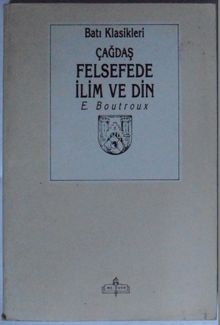 Batı Klasikleri
ÇAĞDAŞ
FELSEFEDE
İLİM VE DİN
E. Boutroux